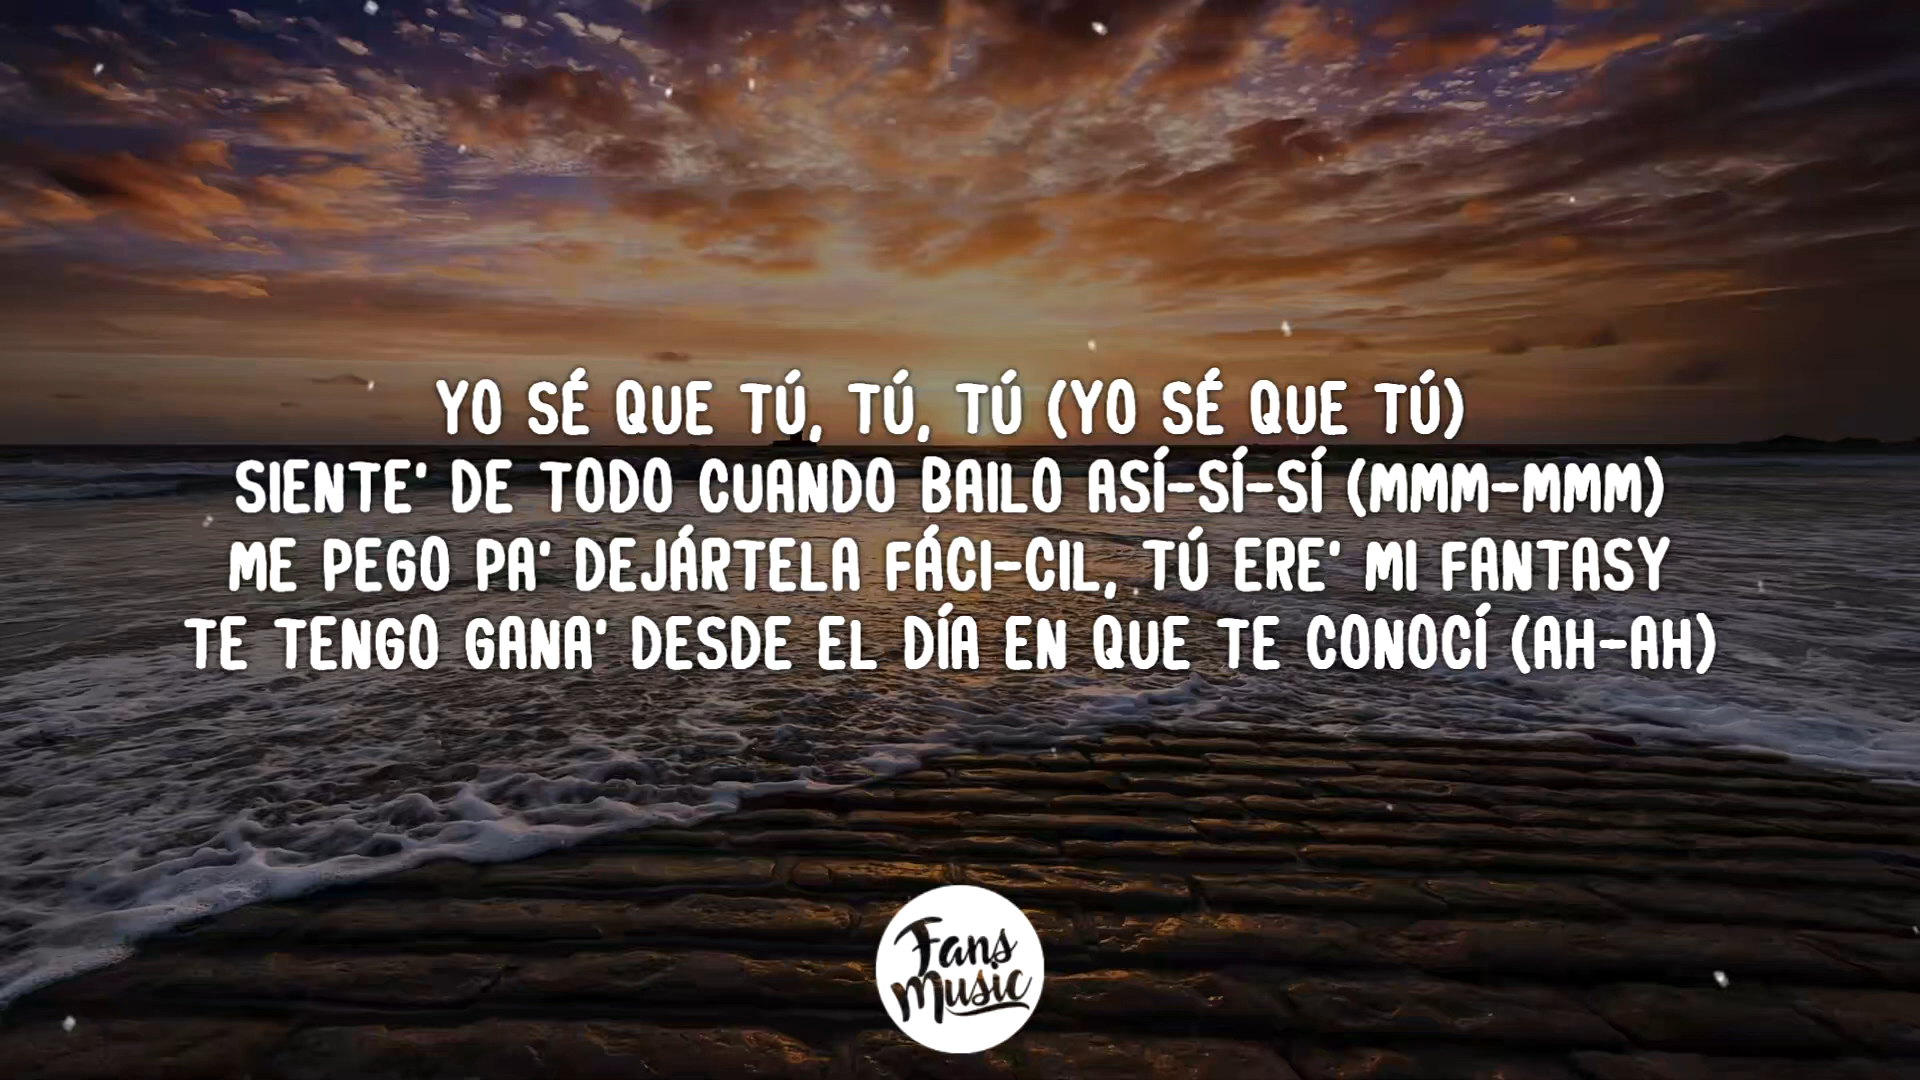 YO SÉ QUE TÚ, TÚ, TÚ (YO SÉ QUE TÚ)
SIENTE' DE TODO CUANDO BAILO ASÍ-SÍ-SÍ (MMM-MMM)
ME PEGO PA' DEJÁRTELA FÁCI-CIL, TÚ ERE' MI FANTASY
TE TENGO GANA' DESDE EL DÍA EN QUE TE CONOCÍ (AH-AH)
Fans
Music